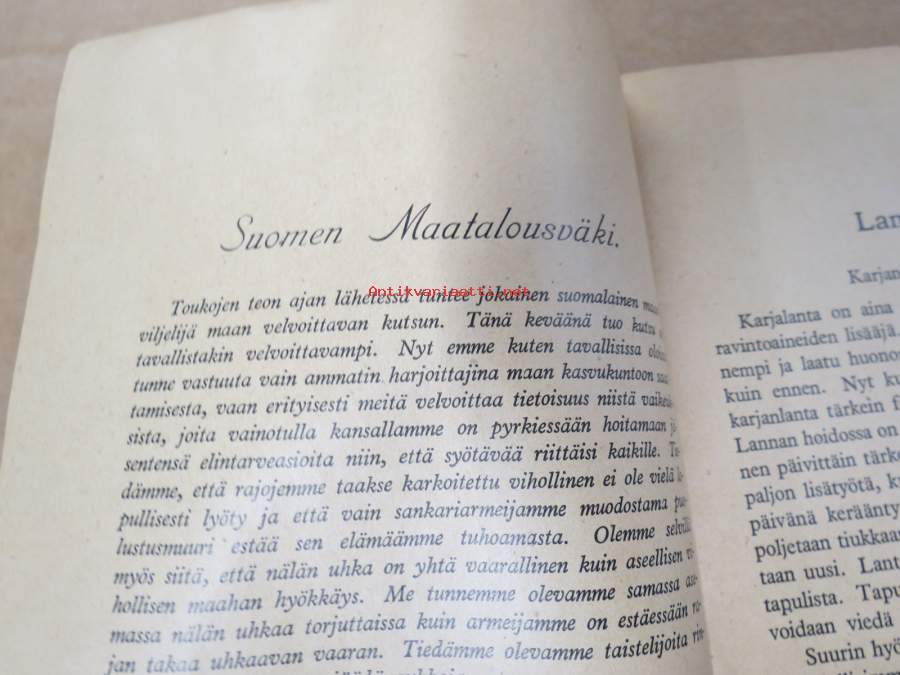 Suomen Maatalousväki.
Toukojen teon ajan lähetessä tuntee jokainen suomalainen
viljelijä maan velvoittavan kutsun. Tänä keväänä tuo kutsu
tavallistakin velvoittavampi. Nyt emme kuten tavallisissa
tunne vastuuta vain ammatin harjoittajina maan kasvukuntoon
tamisesta, vaan erityisesti meitä velvoittaa tietoisuus niistä
sista, joita vainotulla kansallamme on pyrkiessään hoitamaan
sentensä elintarveasioita niin, että syötävää riittäisi kaikille.
dämme, että rajojemme taakse karkoitettu vihollinen ei ole vielä
pullisesti lyöty ja että vain sankariarmeijamme muodostama
lustusmuuri estää sen elämäämme tuhoamasta. Olemme selvillä
myös siitä, että nälän uhka on yhtä vaarallinen kuin aseellisen
hollisen maahan hyökkäys. Me tunnemme olevamme samassa
massa nälän uhkaa torjuttaissa kuin armeijamme on estäessään
jan takaa uhkaavan vaaran. Tiedämme olevamme taistelijoita
Antikvariaatti.net
Lan
Karjan
Karjalanta on aina
ravintoaineiden lisääjä.
nempi ja laatu huono
kuin ennen. Nyt ku
karjanlanta tärkein f
Lannan hoidossa on
nen päivittäin tärke
paljon lisätyötä, k
päivänä keräänty
poljetaan tiukkaa
taan uusi. Lant
tapulista. Tapu
voidaan viedä
Suurin hyö